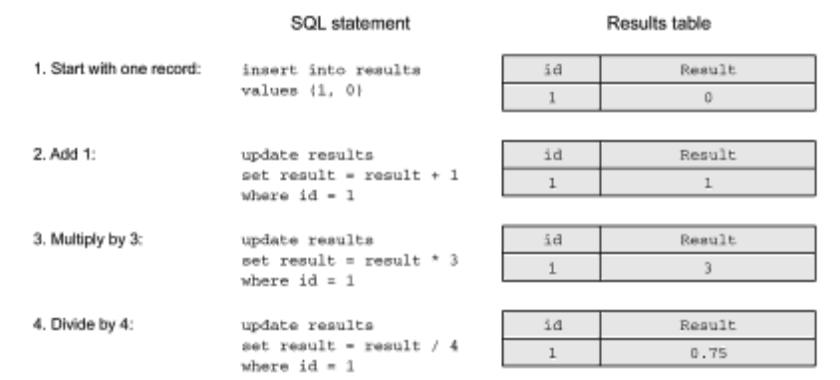 SQL statement
Results table
1. Start with one record:
insert into results
values (1, 0)
id Result
1 0
2. Add 1:
update results
set result = result + 1
where id = 1
id Result
1 1
3. Multiply by 3:
update results
set result = result * 3
where id = 1
id Result
1 3
4. Divide by 4:
update results
set result = result / 4
where id = 1
id Result
1 0.75